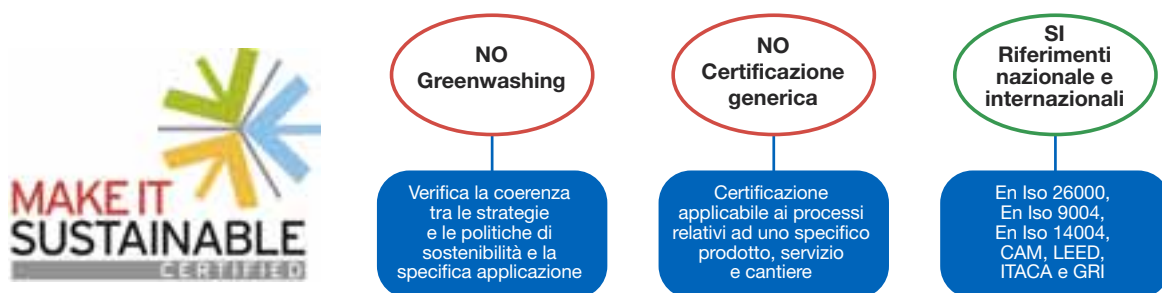 MAKE IT
SUSTAINABLE
CERTIFIED
NO
Greenwashing
Verifica la coerenza
tra le strategie
e le politiche di
sostenibilità e la
specifica applicazione
NO
Certificazione
generica
Certificazione
applicabile ai processi
relativi ad uno specifico
prodotto, servizio
e cantiere
SI
Riferimenti
nazionale e
internazionali
En Iso 26000,
En Iso 9004,
En Iso 14004,
CAM, LEED,
ITACA e GRI